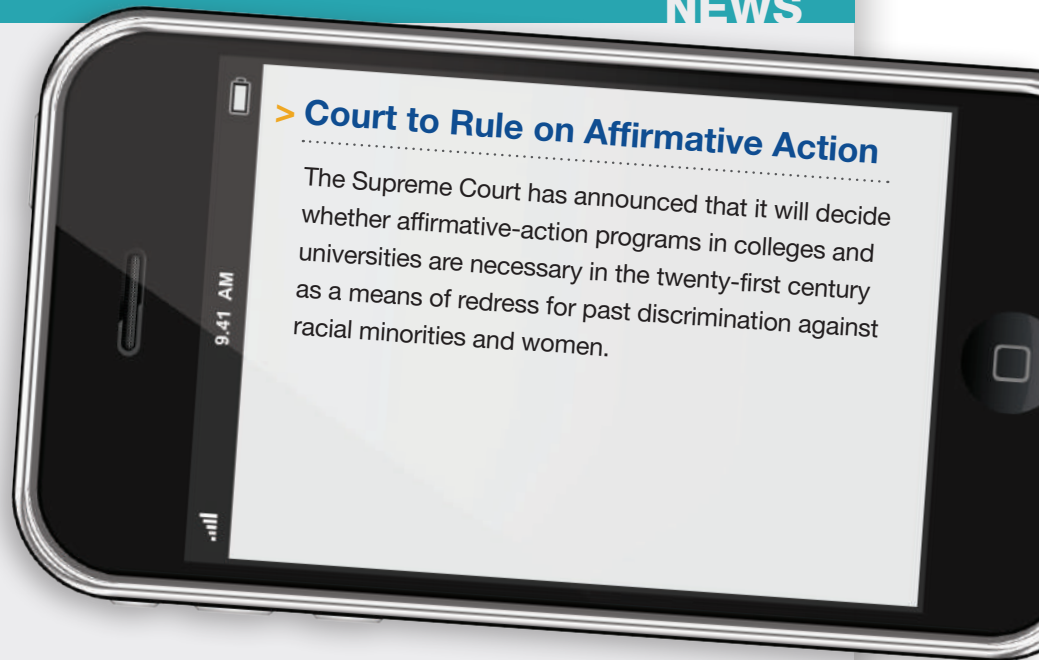 NEWS
> Court to Rule on Affirmative Action
The Supreme Court has announced that it will decide
whether affirmative-action programs in colleges and
universities are necessary in the twenty-first century
as a means of redress for past discrimination against
racial minorities and women.
9.41 AM